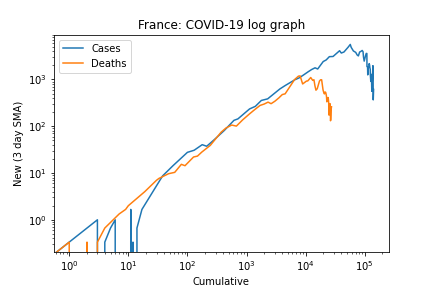 France: COVID-19 log graph
Cases
Deaths
New (3 day SMA)
10³
10²
10¹
10⁰
10⁰ 10¹ 10² 10³ 10⁴ 10⁵
Cumulative